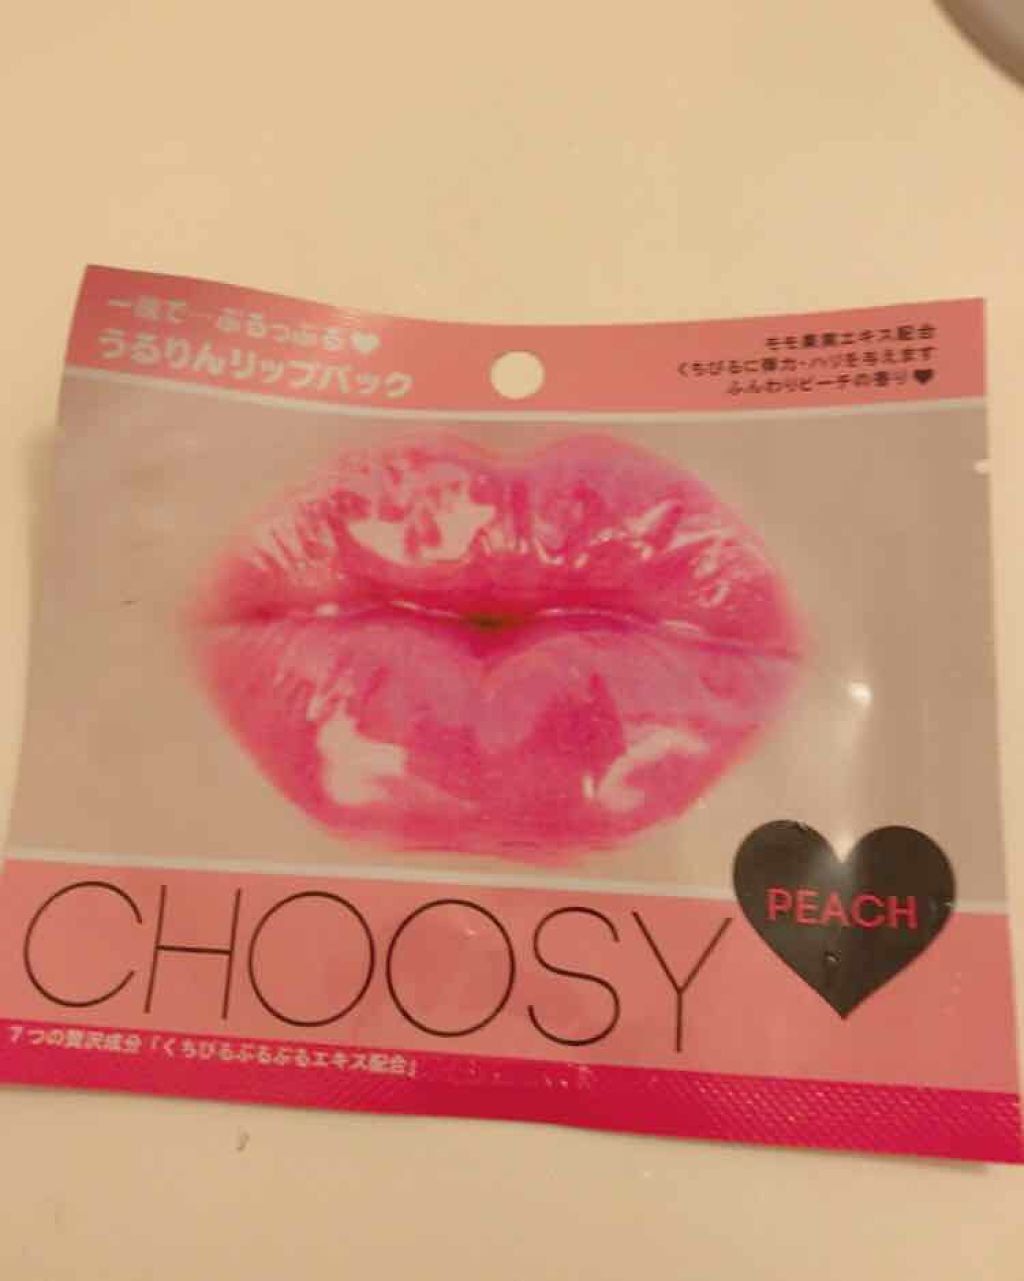 一夜で…ぷるっぷる♥
うるりんリップパック
モモ果実エキス配合
くちびるに弾力・ハリを与えます
ふんわりピーチの香り♥
PEACH
CHOOSY
7つの贅沢成分「くちびるぷるぷるエキス配合」